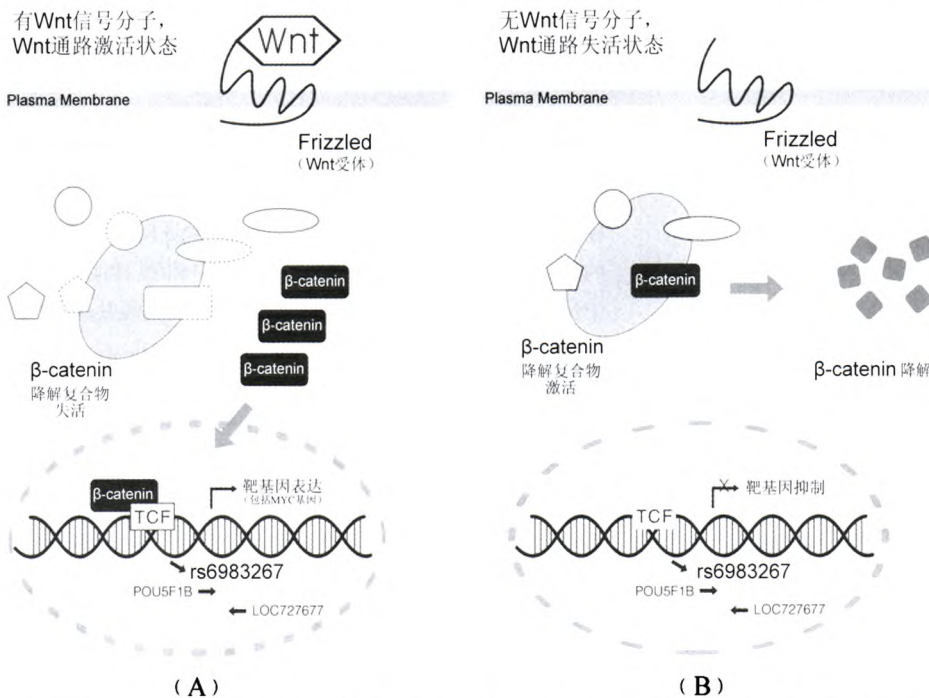 有Wnt信号分子，
Wnt通路激活状态
Wnt
Plasma Membrane
Frizzled
（Wnt受体）
β-catenin
β-catenin
β-catenin
β-catenin
降解复合物
失活
β-catenin
TCF
靶基因表达
（包括MYC基因）
rs6983267
POU5F1B
LOC727677
（A）
无Wnt信号分子，
Wnt通路失活状态
Plasma Membrane
Frizzled
（Wnt受体）
β-catenin
β-catenin
降解复合物
激活
β-catenin 降解
TCF
靶基因抑制
rs6983267
POU5F1B
LOC727677
（B）